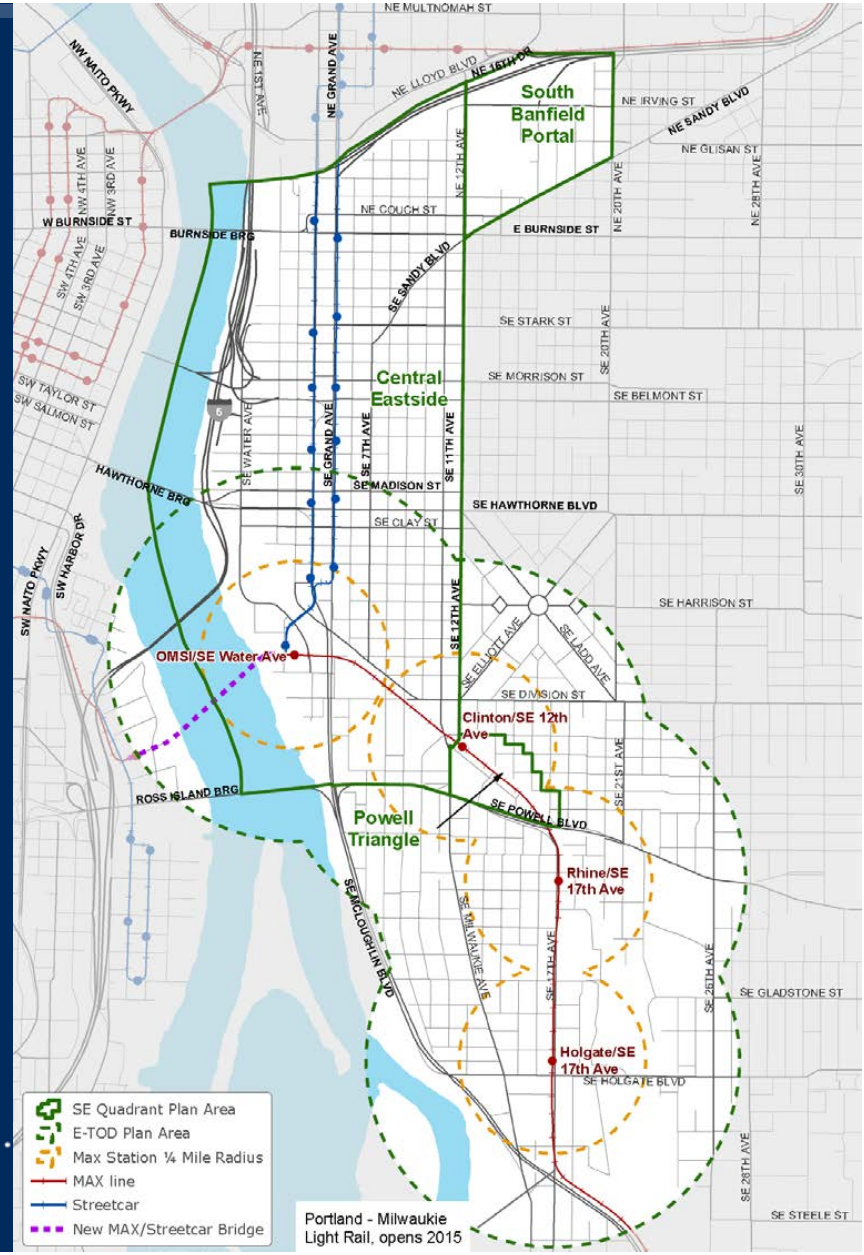 NE MULTNOMAH ST
NW NAITO PKWY
NE 1ST AVE
NE GRAND AVE
NE LLOYD BLVD
NE 16TH DR
South
Banfield
Portal
NE IRVING ST
NE SANDY BLVD
NE GLISAN ST
NW 4TH AVE
NW 3RD AVE
NE 12TH AVE
NE 20TH AVE
NE 28TH AVE
NE COUCH ST
W BURNSIDE ST
BURNSIDE BRG
E BURNSIDE ST
SE SANDY BLVD
SW 4TH AVE
SW 3RD AVE
SE STARK ST
SE 20TH AVE
Central
Eastside
SE MORRISON ST
SE BELMONT ST
SW TAYLOR ST
SW SALMON ST
5
SE WATER AVE
SE GRAND AVE
SE 7TH AVE
SE 11TH AVE
SE 30TH AVE
HAWTHORNE BRG
SE MADISON ST
SE HAWTHORNE BLVD
SE CLAY ST
SW NAITO PKWY
SW HARBOR DR
SE 12TH AVE
SE HARRISON ST
SE ELLIOTT AVE
SE LADD AVE
OMSI/SE Water Ave
SE DIVISION ST
Clinton/SE 12th
Ave
SE 21ST AVE
ROSS ISLAND BRG
SE POWELL BLVD
Powell
Triangle
Rhine/SE
17th Ave
SE MCLOUGHLIN BLVD
SE MILWAUKIE AVE
SE 17TH AVE
SE 26TH AVE
SE GLADSTONE ST
Holgate/SE
17th Ave
SE HOLGATE BLVD
SE 28TH AVE
SE STEELE ST
SE Quadrant Plan Area
E-TOD Plan Area
Max Station ¼ Mile Radius
MAX line
Streetcar
New MAX/Streetcar Bridge
Portland - Milwaukie
Light Rail, opens 2015